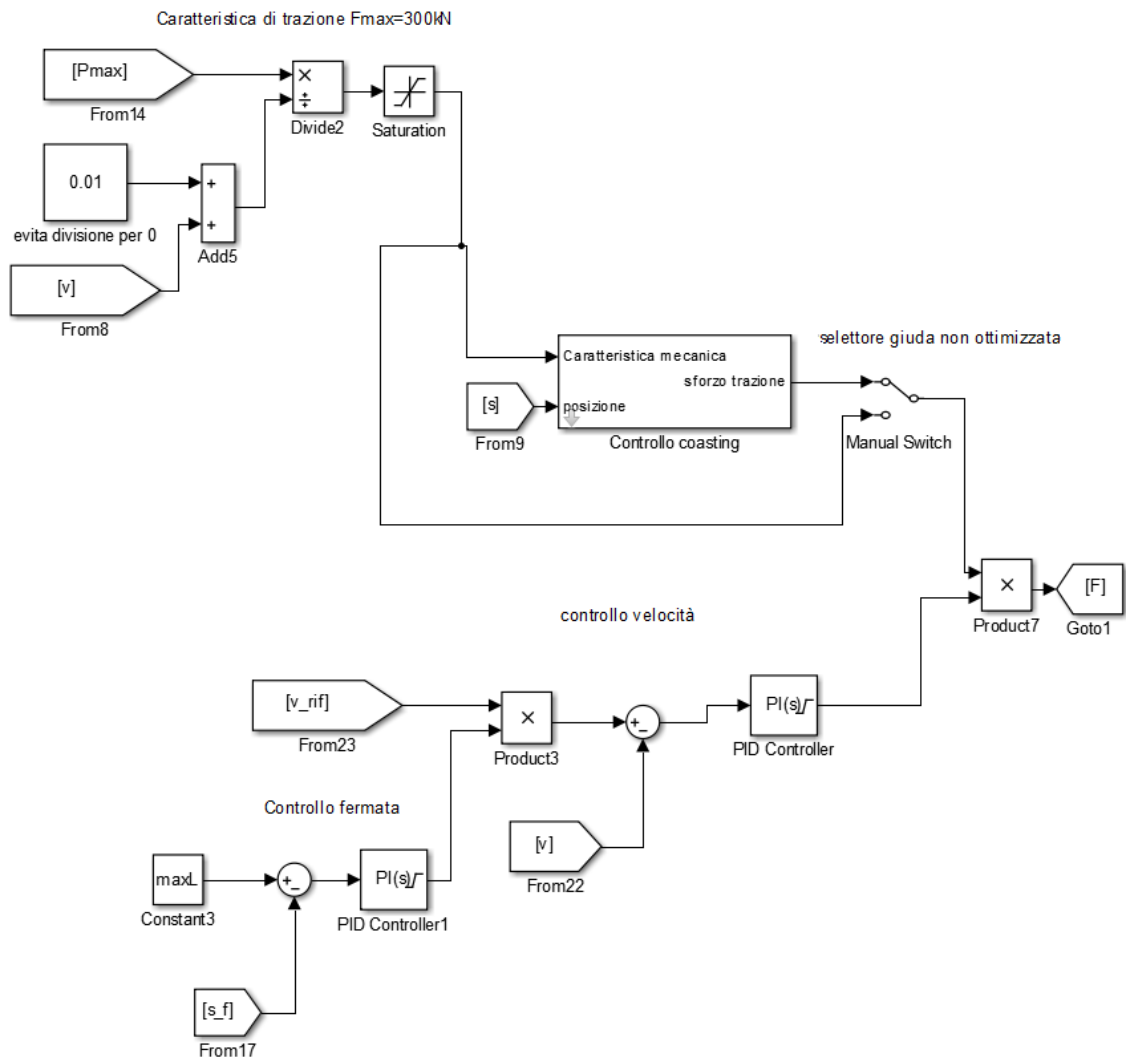 Caratteristica di trazione Fmax=300kN
[Pmax]
From14
×
÷
Divide2
Saturation
0.01
evita divisione per 0
+
+
Add5
[v]
From8
selettore giuda non ottimizzata
Caratteristica mecanica
sforzo trazione
posizione
[s]
From9
Controllo coasting
Manual Switch
×
Product7
[F]
Goto1
controllo velocità
[v_rif]
From23
×
Product3
+
−
PI(s)
PID Controller
[v]
From22
Controllo fermata
maxL
Constant3
+
−
PI(s)
PID Controller1
[s_f]
From17